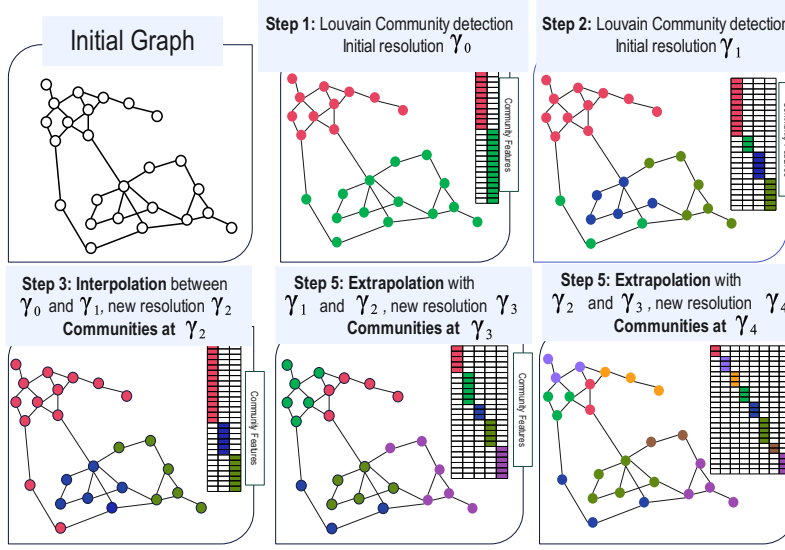 Initial Graph
Step 1: Louvain Community detection
Initial resolution γ0
Community Features
Step 2: Louvain Community detection
Initial resolution γ1
Community Features
Step 3: Interpolation between
γ0 and γ1, new resolution γ2
Communities at γ2
Community Features
Step 5: Extrapolation with
γ1 and γ2 , new resolution γ3
Communities at γ3
Community Features
Step 5: Extrapolation with
γ2 and γ3 , new resolution γ4
Communities at γ4